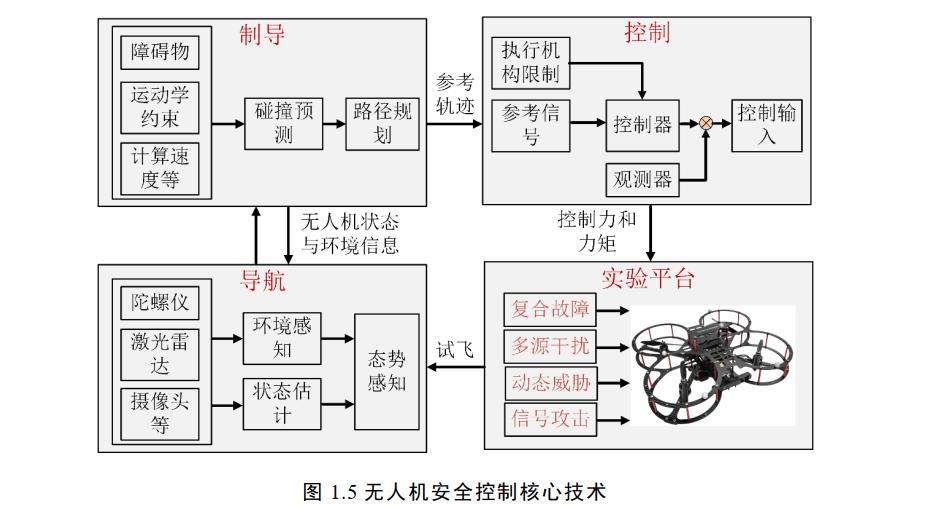 制导
障碍物
运动学
约束
计算速
度等
碰撞预
测
路径规
划
参考
轨迹
控制
执行机
构限制
参考信
号
控制器
观测器
控制输
入
无人机状态
与环境信息
控制力和
力矩
导航
陀螺仪
激光雷
达
摄像头
等
环境感
知
状态估
计
态势
感知
试飞
实验平台
复合故障
多源干扰
动态威胁
信号攻击
图 1.5 无人机安全控制核心技术